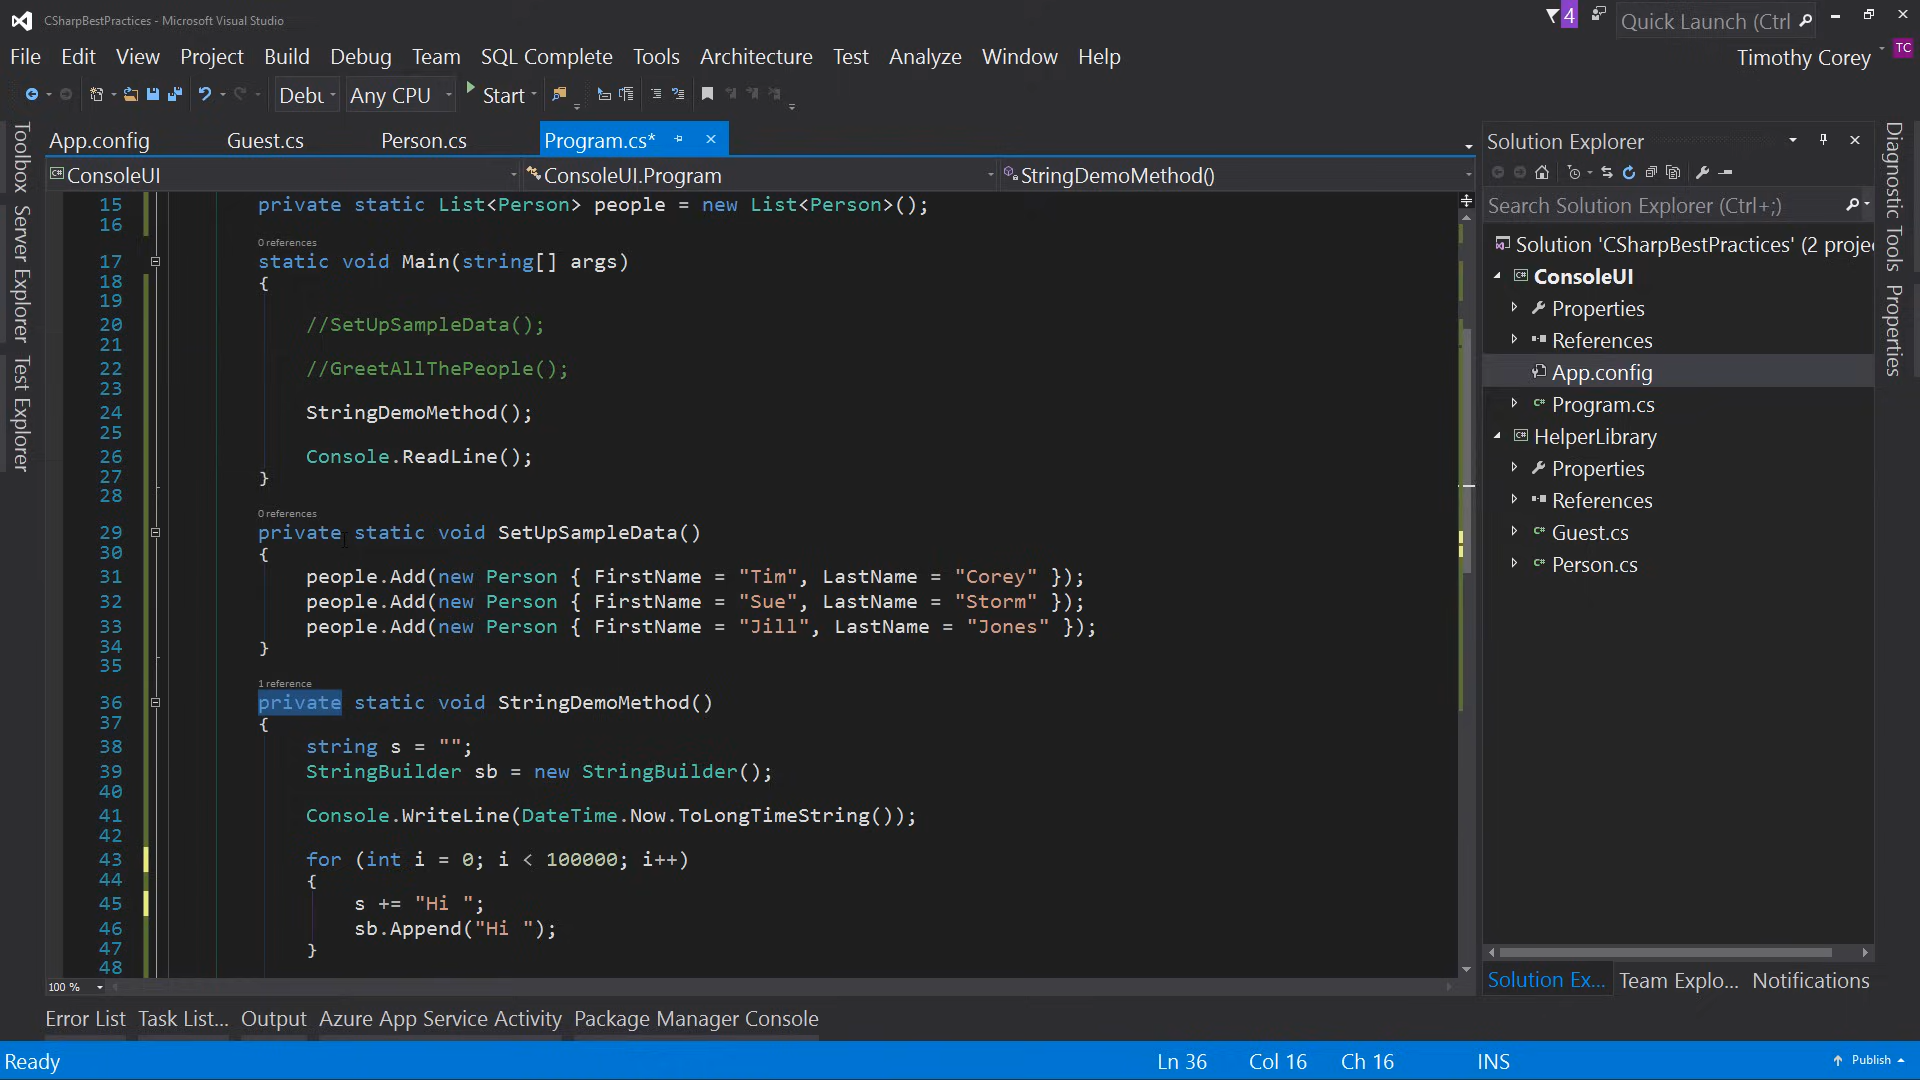 CSharpBestPractices - Microsoft Visual Studio
4
Quick Launch (Ctrl
File Edit View Project Build Debug Team SQL Complete Tools Architecture Test Analyze Window Help
Timothy Corey
TC
Debu Any CPU Start
App.config Guest.cs Person.cs Program.cs*
ConsoleUI ConsoleUI.Program StringDemoMethod()
15 private static List<Person> people = new List<Person>();
16
0 references
17 static void Main(string[] args)
18 {
19
20 //SetUpSampleData();
21
22 //GreetAllThePeople();
23
24 StringDemoMethod();
25
26 Console.ReadLine();
27 }
28
0 references
29 private static void SetUpSampleData()
30 {
31 people.Add(new Person { FirstName = "Tim", LastName = "Corey" });
32 people.Add(new Person { FirstName = "Sue", LastName = "Storm" });
33 people.Add(new Person { FirstName = "Jill", LastName = "Jones" });
34 }
35
1 reference
36 private static void StringDemoMethod()
37 {
38 string s = "";
39 StringBuilder sb = new StringBuilder();
40
41 Console.WriteLine(DateTime.Now.ToLongTimeString());
42
43 for (int i = 0; i < 100000; i++)
44 {
45 s += "Hi ";
46 sb.Append("Hi ");
47 }
48
100 %
Toolbox
Server Explorer
Test Explorer
Solution Explorer
Search Solution Explorer (Ctrl+;)
Solution 'CSharpBestPractices' (2 proje
ConsoleUI
Properties
References
App.config
Program.cs
HelperLibrary
Properties
References
Guest.cs
Person.cs
Solution Ex... Team Explo... Notifications
Diagnostic Tools
Properties
Error List Task List... Output Azure App Service Activity Package Manager Console
Ready Ln 36 Col 16 Ch 16 INS Publish